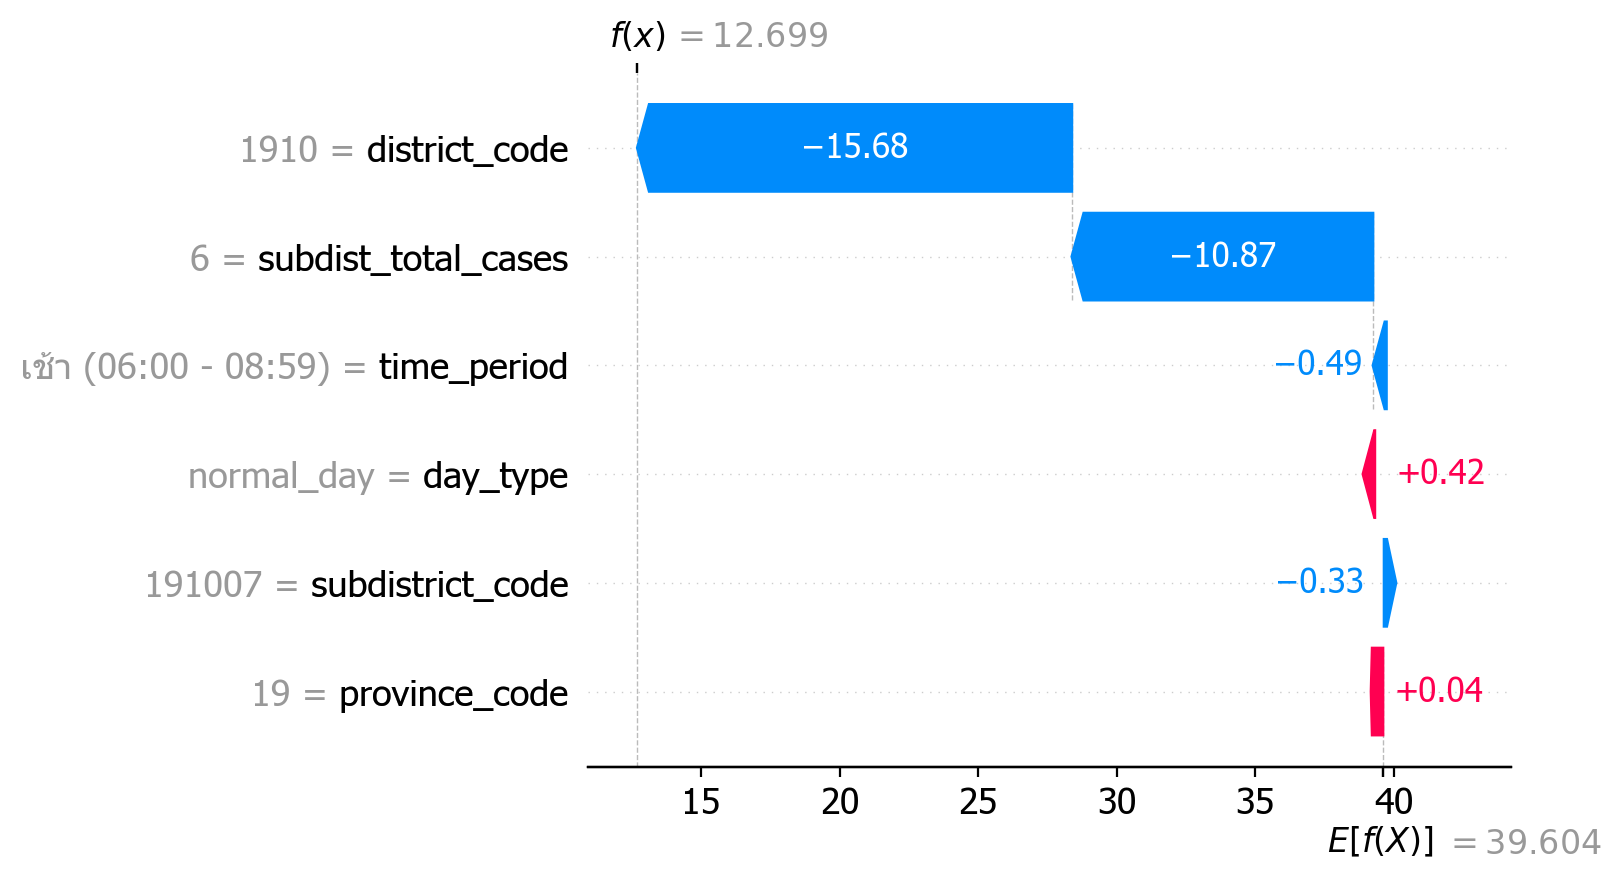 f(x) = 12.699
1910 = district_code
−15.68
6 = subdist_total_cases
−10.87
เช้า (06:00 - 08:59) = time_period
−0.49
normal_day = day_type
+0.42
191007 = subdistrict_code
−0.33
19 = province_code
+0.04
15 20 25 30 35 40
E[f(X)] = 39.604